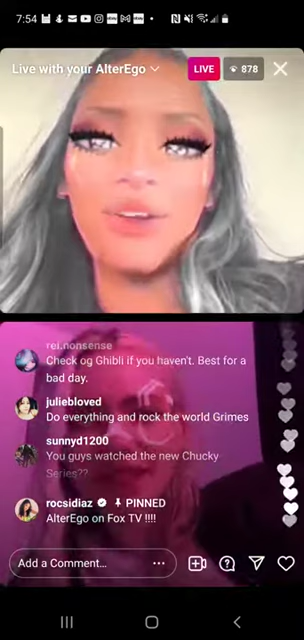 7:54
Live with your AlterEgo
LIVE
878
rei.nonsense
Check og Ghibli if you haven't. Best for a
bad day.
juliebloved
Do everything and rock the world Grimes
sunnyd1200
You guys watched the new Chucky
Series??
rocsidiaz PINNED
AlterEgo on Fox TV !!!!
Add a Comment...